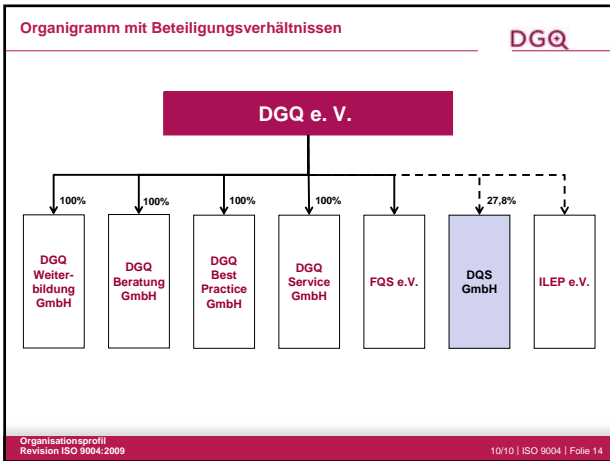 Organigramm mit Beteiligungsverhältnissen
DGQ
DGQ e. V.
100%
100%
100%
100%
27,8%
DGQ
Weiter-
bildung
GmbH
DGQ
Beratung
GmbH
DGQ
Best
Practice
GmbH
DGQ
Service
GmbH
FQS e.V.
DQS
GmbH
ILEP e.V.
Organisationsprofil
Revision ISO 9004:2009
10/10 | ISO 9004 | Folie 14